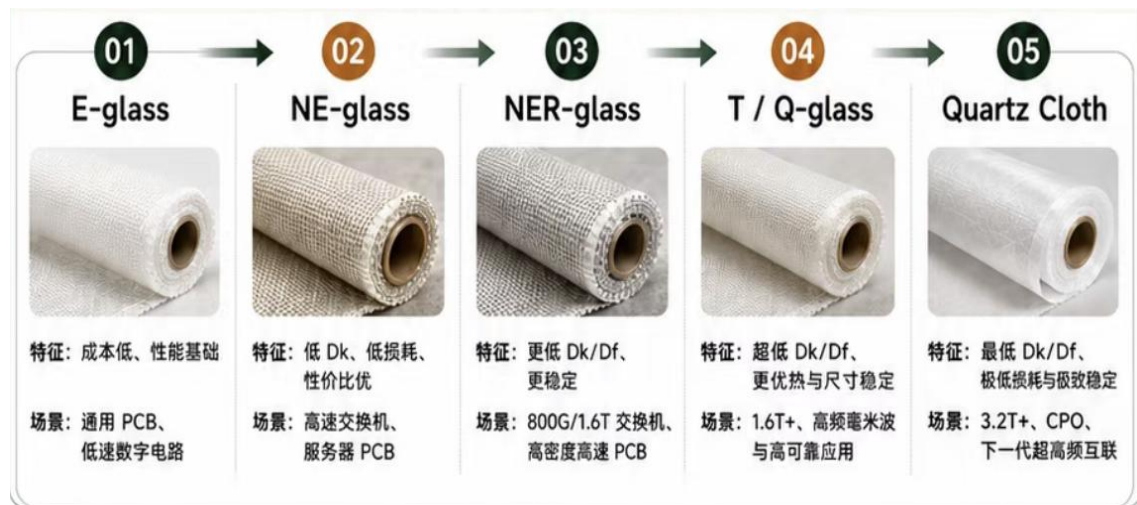 01
02
03
04
05
E-glass
NE-glass
NER-glass
T / Q-glass
Quartz Cloth
特征：成本低、性能基础
场景：通用 PCB、
低速数字电路
特征：低 Dk、低损耗、
性价比优
场景：高速交换机、
服务器 PCB
特征：更低 Dk/Df、
更稳定
场景：800G/1.6T 交换机、
高密度高速 PCB
特征：超低 Dk/Df、
更优热与尺寸稳定
场景：1.6T+、高频毫米波
与高可靠应用
特征：最低 Dk/Df、
极低损耗与极致稳定
场景：3.2T+、CPO、
下一代超高频互联